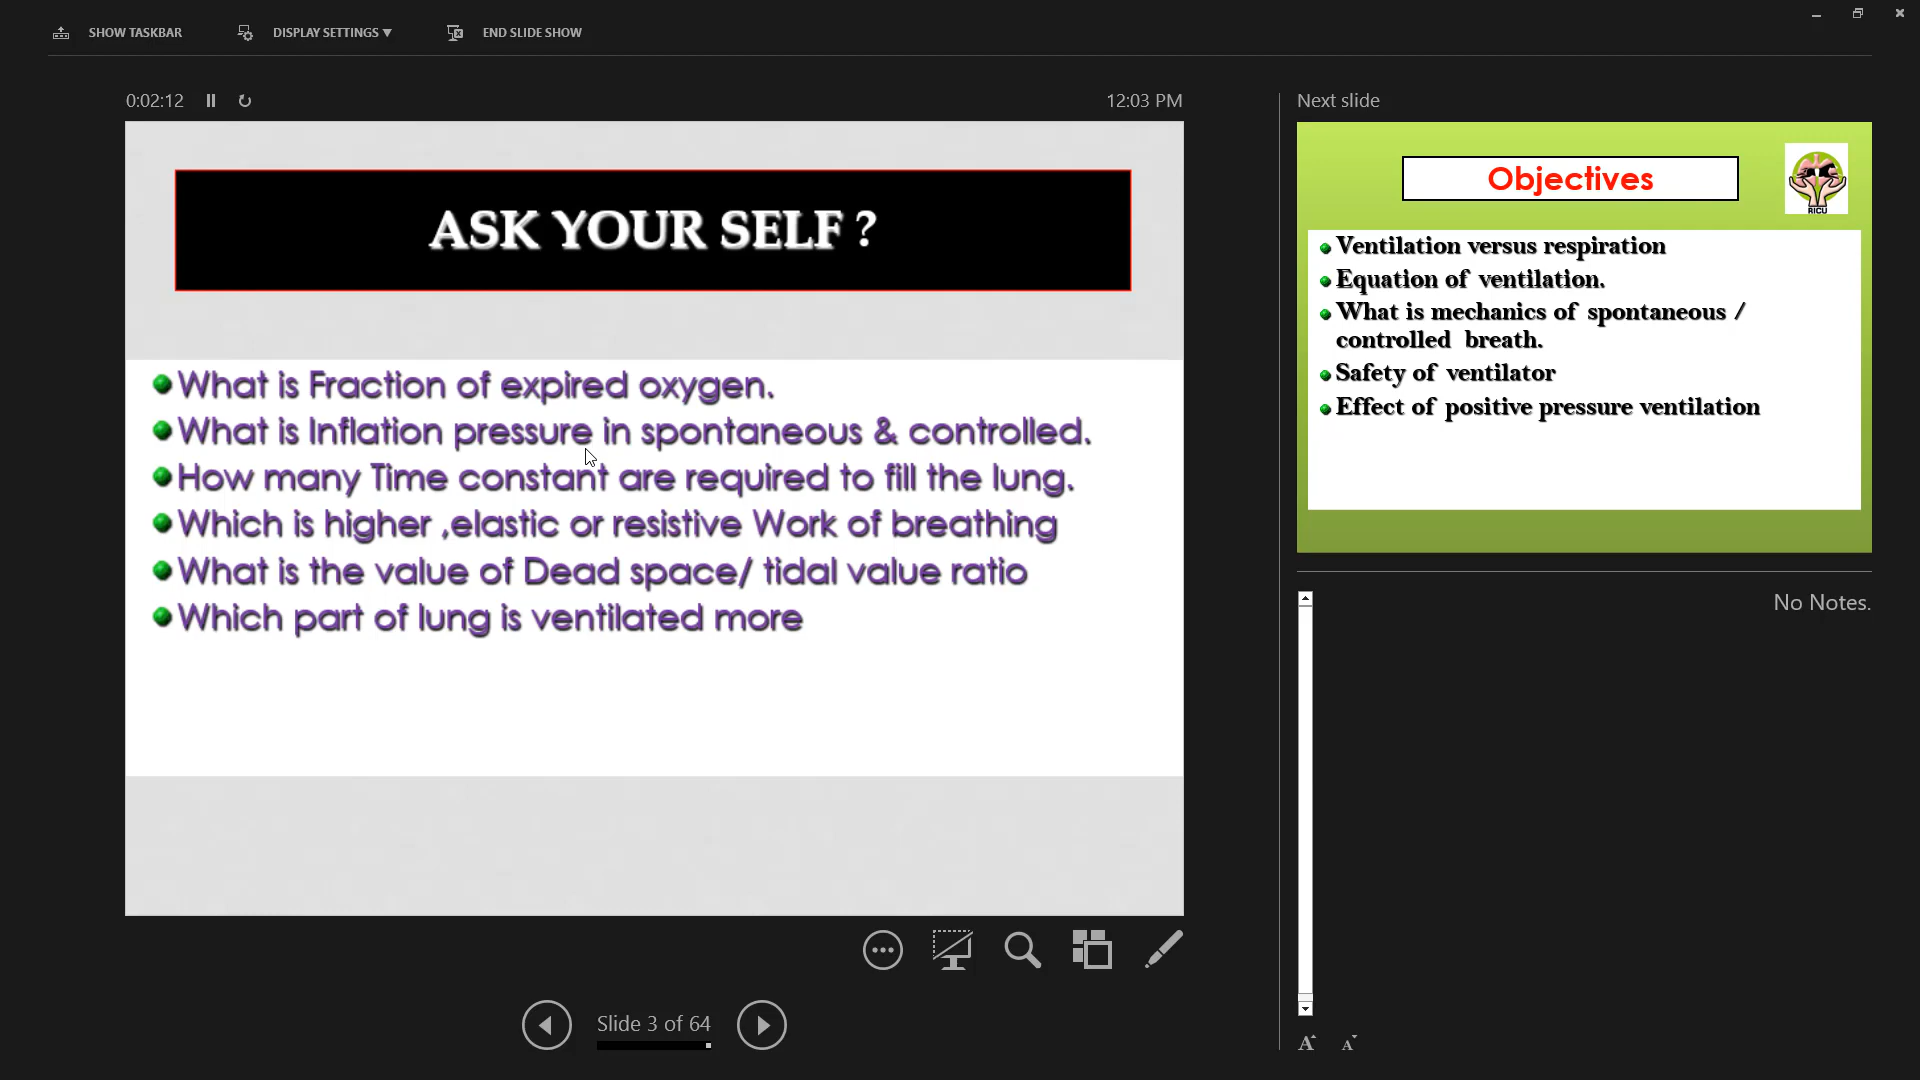 SHOW TASKBAR
DISPLAY SETTINGS ▼
END SLIDE SHOW
0:02:12
12:03 PM
ASK YOUR SELF ?
What is Fraction of expired oxygen.
What is Inflation pressure in spontaneous & controlled.
How many Time constant are required to fill the lung.
Which is higher ,elastic or resistive Work of breathing
What is the value of Dead space/ tidal value ratio
Which part of lung is ventilated more
Slide 3 of 64
Next slide
Objectives
RICU
Ventilation versus respiration
Equation of ventilation.
What is mechanics of spontaneous /
controlled breath.
Safety of ventilator
Effect of positive pressure ventilation
No Notes.
A
A